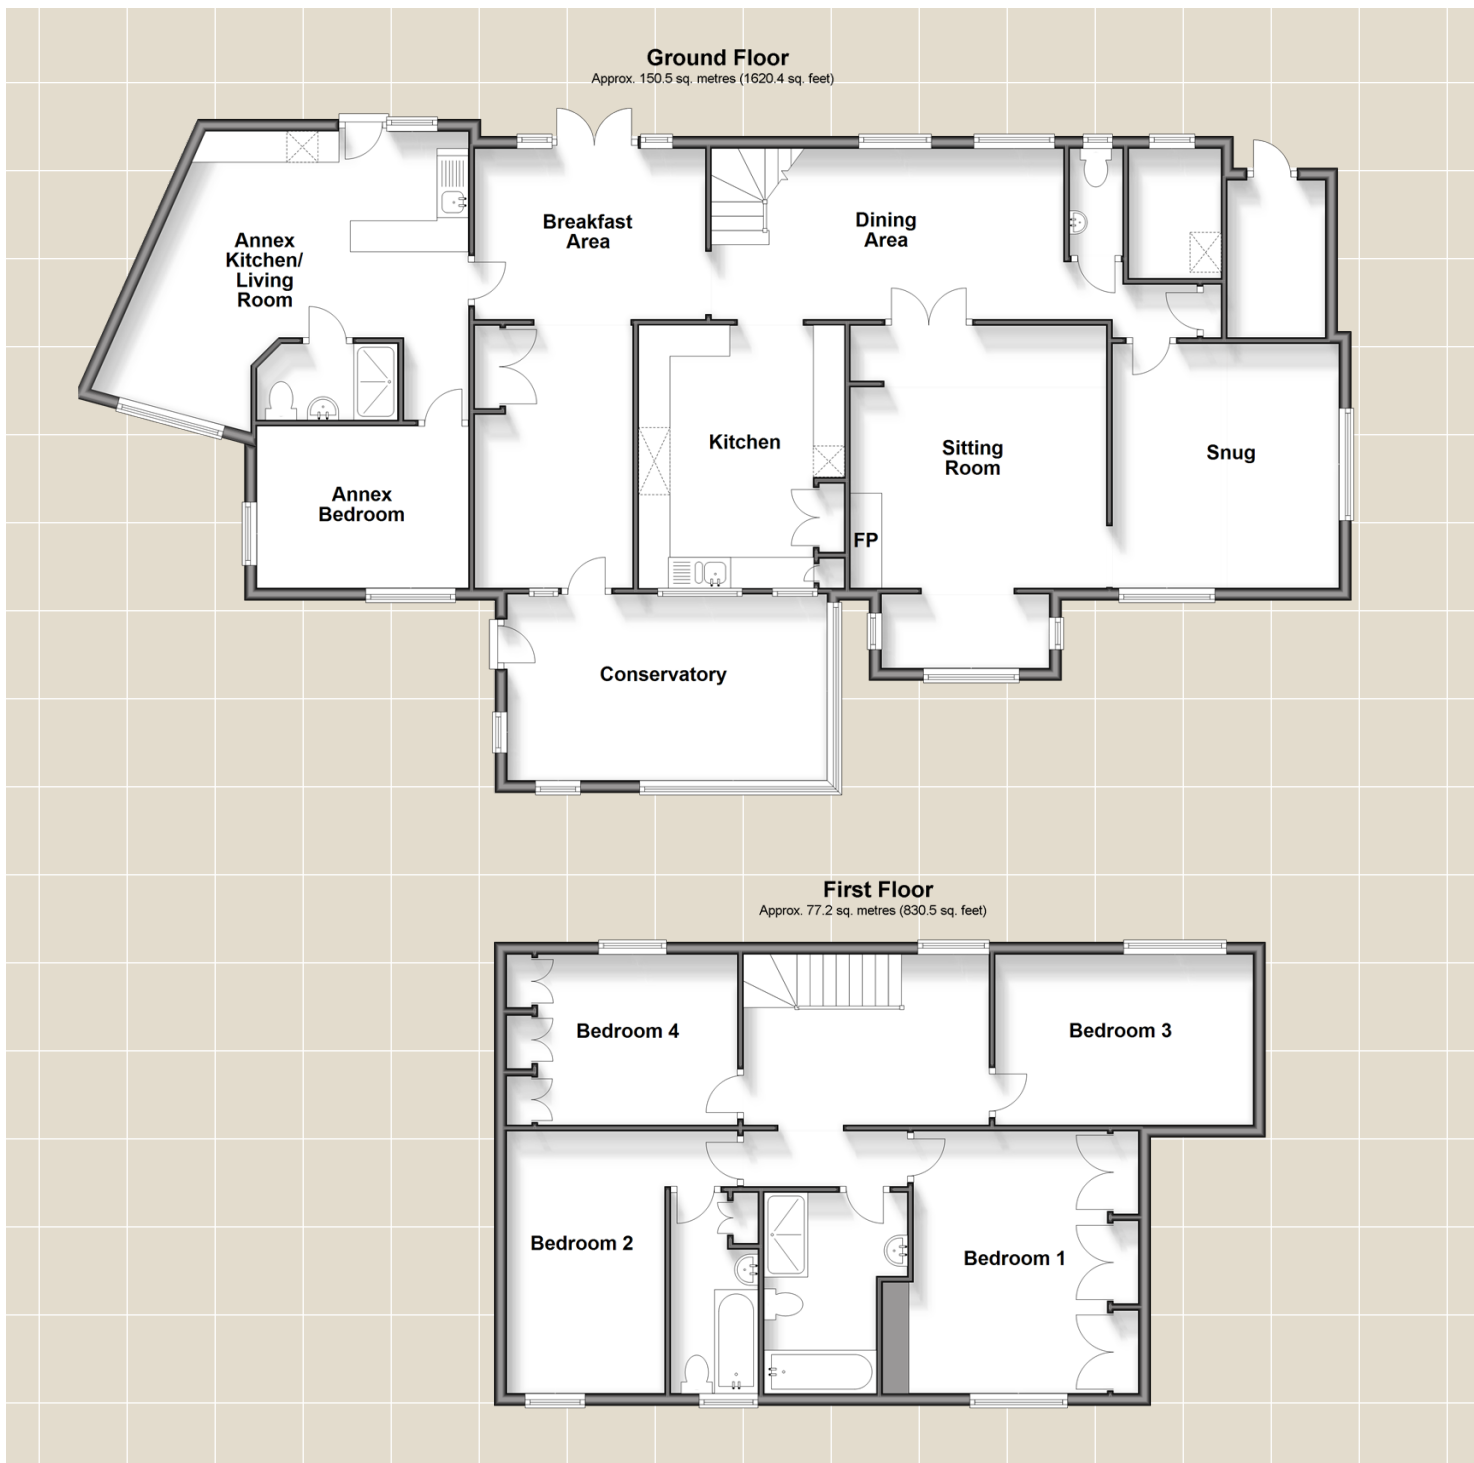 Ground Floor
Approx. 150.5 sq. metres (1620.4 sq. feet)
Annex
Kitchen/
Living
Room
Breakfast
Area
Dining
Area
Kitchen
Sitting
Room
Snug
Annex
Bedroom
FP
Conservatory
First Floor
Approx. 77.2 sq. metres (830.5 sq. feet)
Bedroom 4
Bedroom 3
Bedroom 2
Bedroom 1